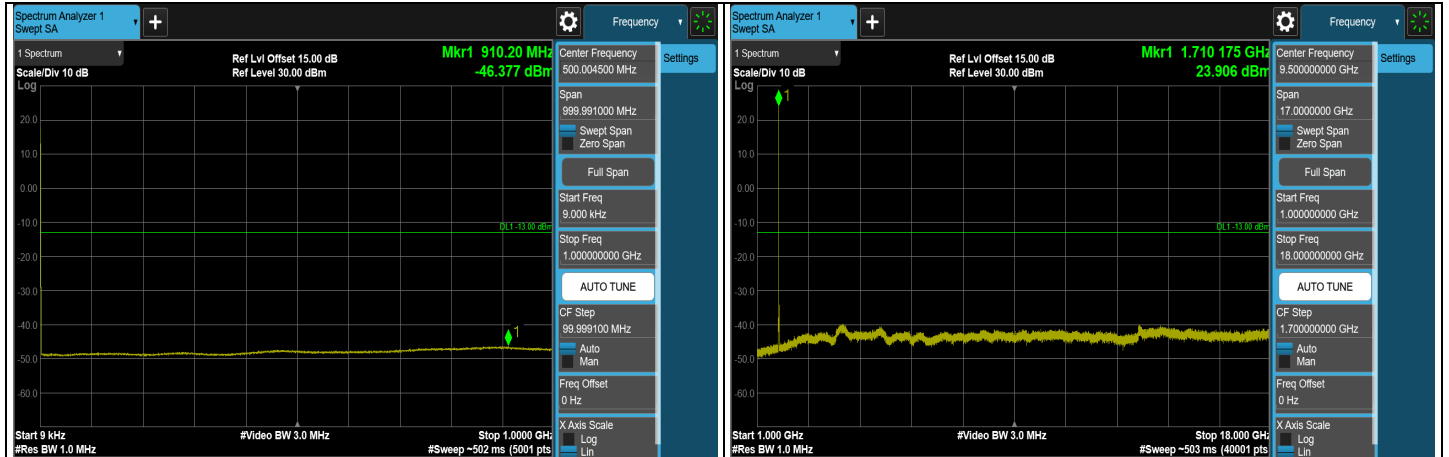 Spectrum Analyzer 1
Swept SA
+
Frequency
1 Spectrum
Scale/Div 10 dB
Log
Ref Lvl Offset 15.00 dB
Ref Level 30.00 dBm
Mkr1 910.20 MHz
-46.377 dBm
1
20.0
10.0
0.00
-10.0
-20.0
-30.0
-40.0
-50.0
-60.0
DL1 -13.00 dBm
Start 9 kHz
#Res BW 1.0 MHz
#Video BW 3.0 MHz
Stop 1.0000 GHz
#Sweep ~502 ms (5001 pts
Center Frequency
500.004500 MHz
Settings
Span
999.991000 MHz
Swept Span
Zero Span
Full Span
Start Freq
9.000 kHz
Stop Freq
1.000000000 GHz
AUTO TUNE
CF Step
99.999100 MHz
Auto
Man
Freq Offset
0 Hz
X Axis Scale
Log
Lin
Spectrum Analyzer 1
Swept SA
+
Frequency
1 Spectrum
Scale/Div 10 dB
Log
Ref Lvl Offset 15.00 dB
Ref Level 30.00 dBm
Mkr1 1.710 175 GHz
23.906 dBm
1
20.0
10.0
0.00
-10.0
-20.0
-30.0
-40.0
-50.0
-60.0
DL1 -13.00 dBm
Start 1.000 GHz
#Res BW 1.0 MHz
#Video BW 3.0 MHz
Stop 18.000 GHz
#Sweep ~503 ms (40001 pts
Center Frequency
9.500000000 GHz
Settings
Span
17.0000000 GHz
Swept Span
Zero Span
Full Span
Start Freq
1.000000000 GHz
Stop Freq
18.000000000 GHz
AUTO TUNE
CF Step
1.700000000 GHz
Auto
Man
Freq Offset
0 Hz
X Axis Scale
Log
Lin